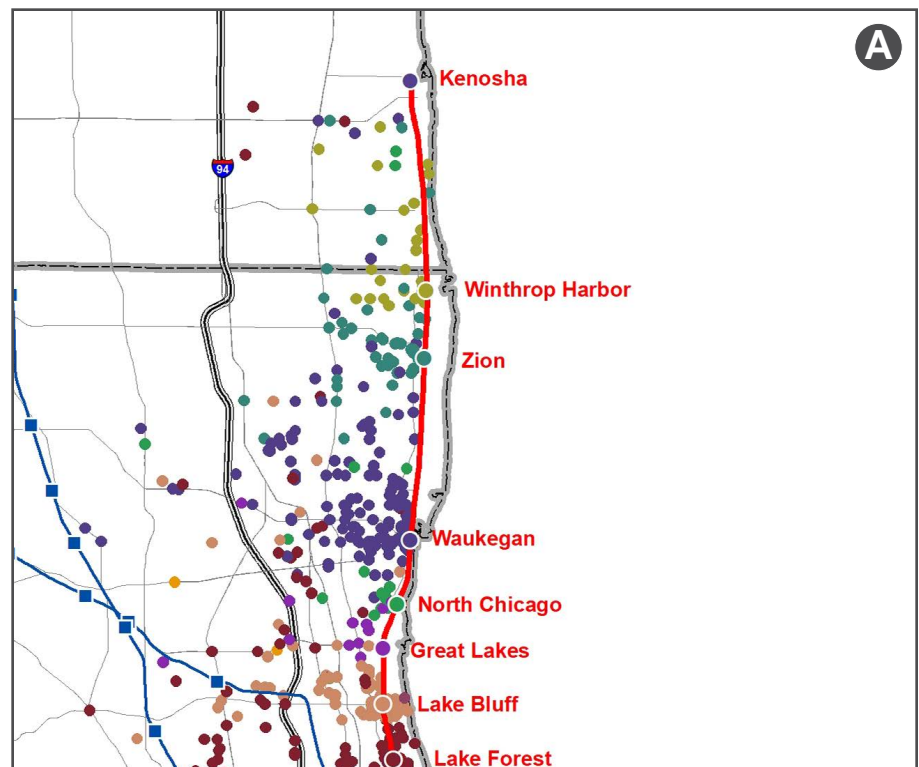 A
Kenosha
94
Winthrop Harbor
Zion
Waukegan
North Chicago
Great Lakes
Lake Bluff
Lake Forest